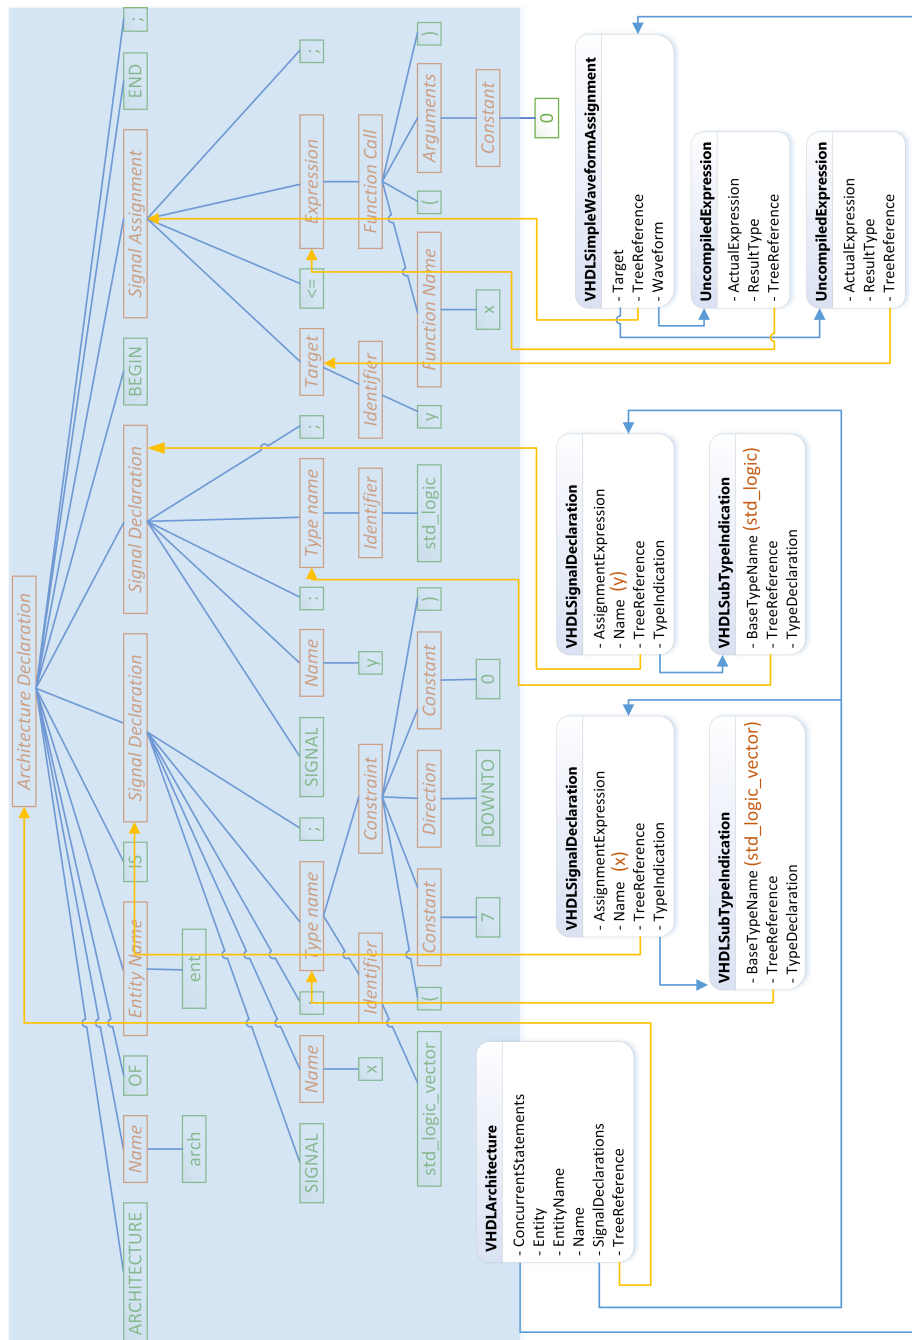 Architecture Declaration
ARCHITECTURE
Name
OF
Entity Name
IS
Signal Declaration
Signal Declaration
BEGIN
Signal Assignment
END
;
arch
ent
SIGNAL
Name
:
Type name
;
SIGNAL
Name
:
Type name
;
Target
<=
Expression
;
x
Identifier
Constraint
y
Identifier
Identifier
Function Call
std_logic_vector
(
Constant
Direction
Constant
)
std_logic
y
Function Name
(
Arguments
)
7
DOWNTO
0
x
Constant
0
VHDLArchitecture
- ConcurrentStatements
- Entity
- EntityName
- Name
- SignalDeclarations
- TreeReference
VHDLSignalDeclaration
- AssignmentExpression
- Name (x)
- TreeReference
- TypeIndication
VHDLSubTypeIndication
- BaseTypeName (std_logic_vector)
- TreeReference
- TypeDeclaration
VHDLSignalDeclaration
- AssignmentExpression
- Name (y)
- TreeReference
- TypeIndication
VHDLSubTypeIndication
- BaseTypeName (std_logic)
- TreeReference
- TypeDeclaration
VHDLSimpleWaveformAssignment
- Target
- TreeReference
- Waveform
UncompiledExpression
- ActualExpression
- ResultType
- TreeReference
UncompiledExpression
- ActualExpression
- ResultType
- TreeReference